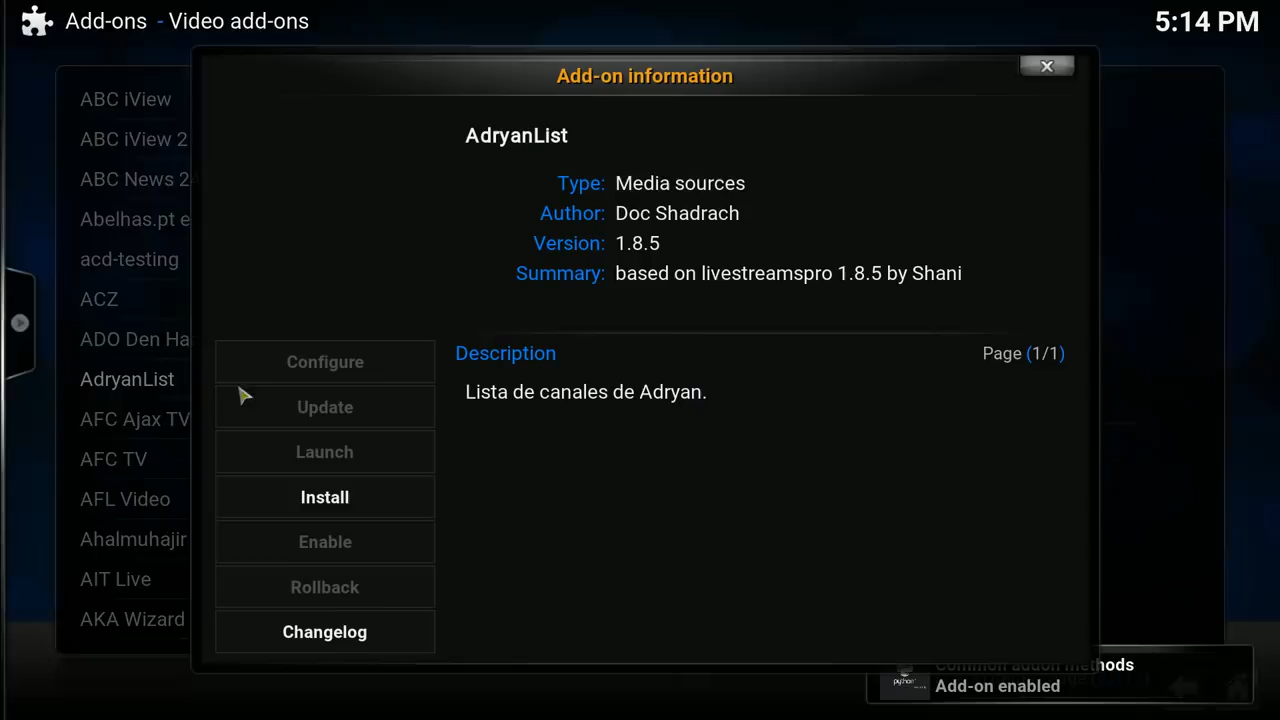 Add-ons - Video add-ons
5:14 PM
ABC iView
ABC iView 2
ABC News 2
Abelhas.pt e
acd-testing
ACZ
ADO Den Ha
AdryanList
AFC Ajax TV
AFC TV
AFL Video
Ahalmuhajir
AIT Live
AKA Wizard
Add-on information
AdryanList
Type: Media sources
Author: Doc Shadrach
Version: 1.8.5
Summary: based on livestreamspro 1.8.5 by Shani
Configure
Update
Launch
Install
Enable
Rollback
Changelog
Description
Page (1/1)
Lista de canales de Adryan.
python
Common addon methods
Add-on enabled